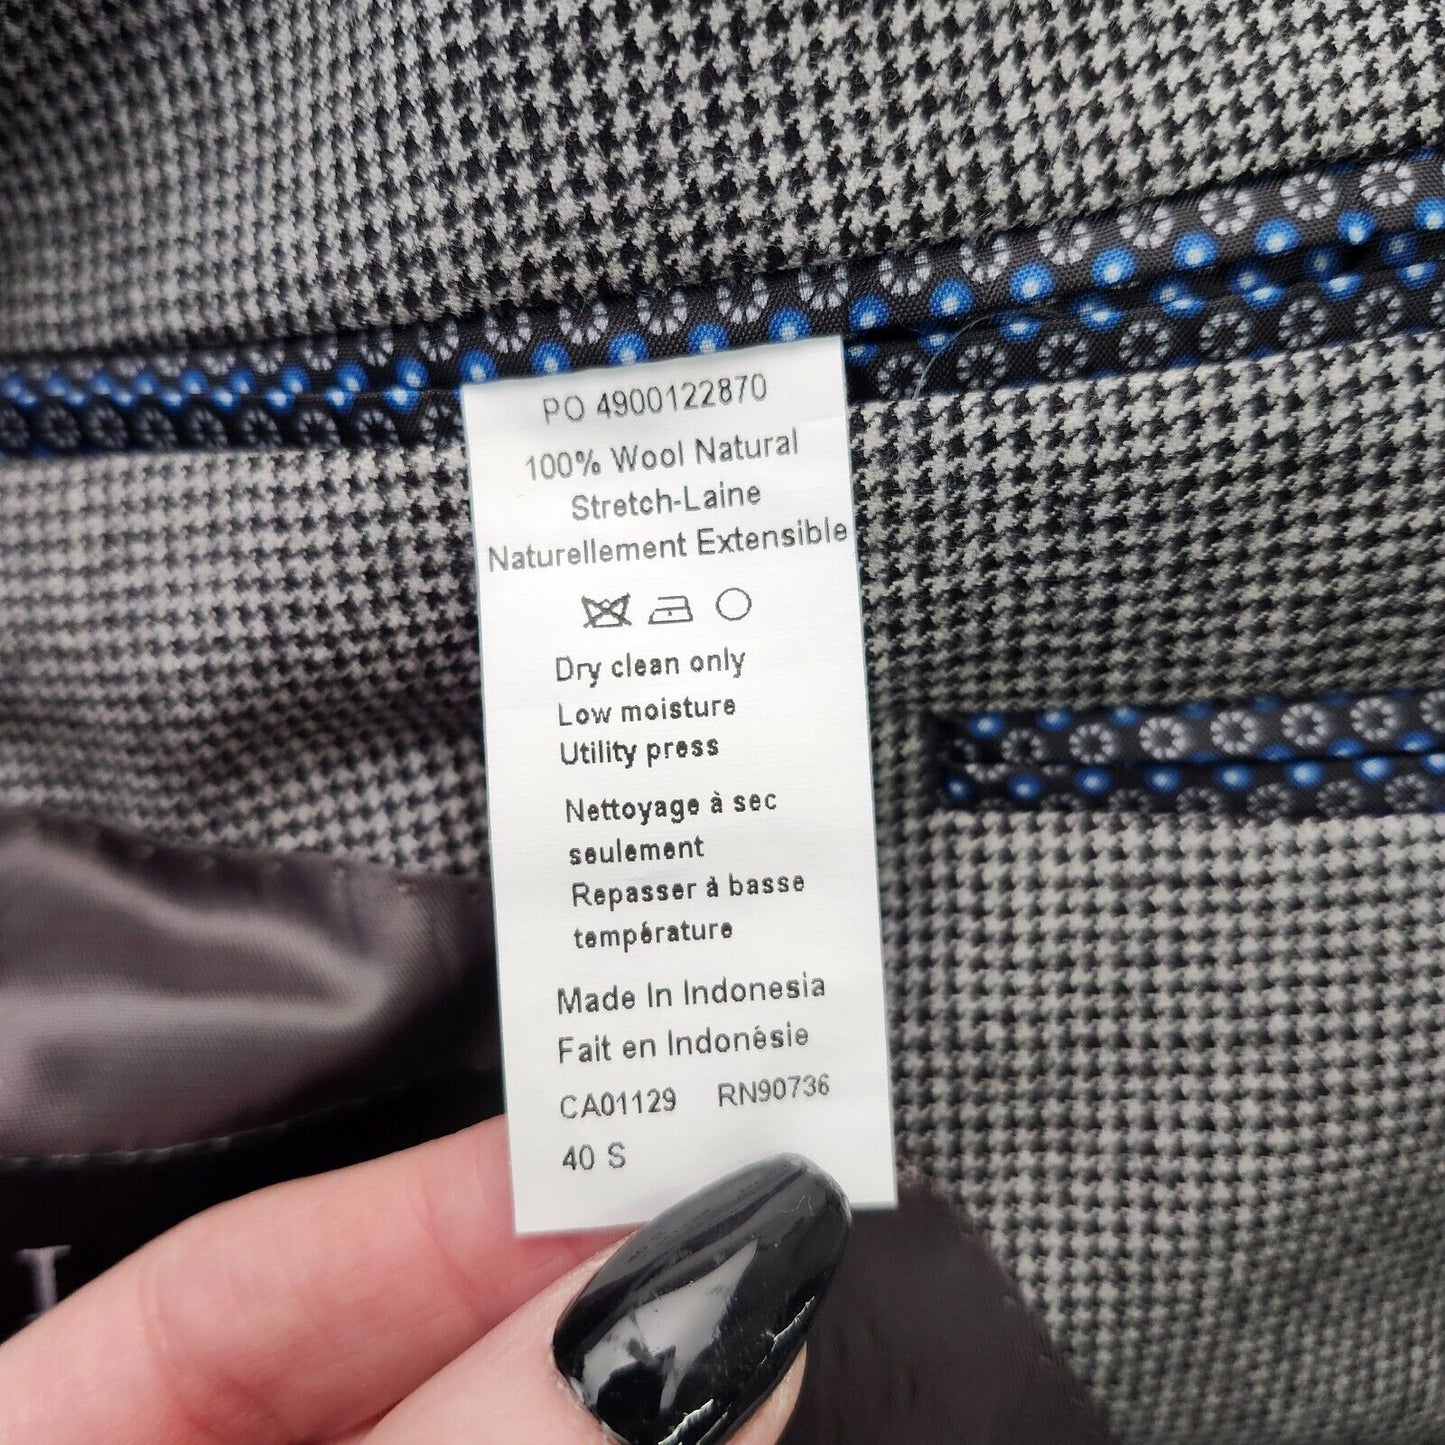 PO 4900122870
100% Wool Natural
Stretch-Laine
Naturellement Extensible
Dry clean only
Low moisture
Utility press
Nettoyage à sec
seulement
Repasser à basse
température
Made In Indonesia
Fait en Indonésie
CA01129 RN90736
40 S